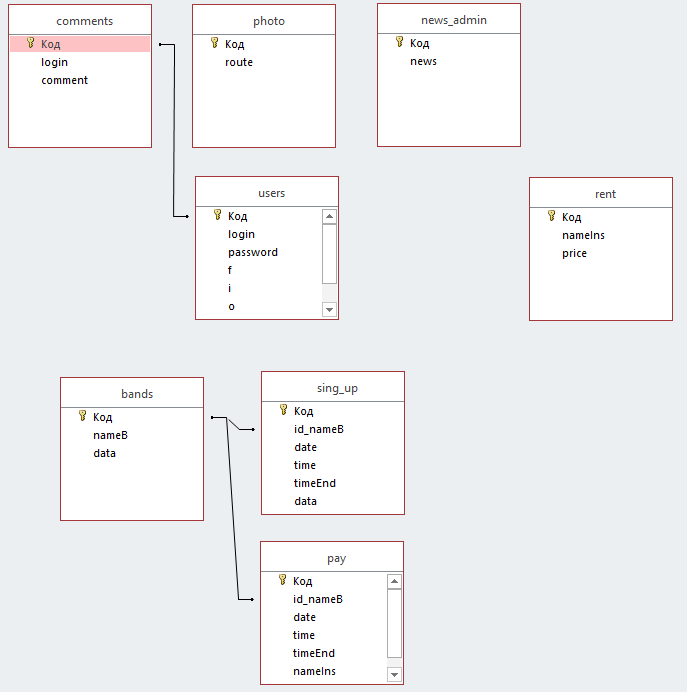 comments
Код
login
comment
photo
Код
route
news_admin
Код
news
users
Код
login
password
f
i
o
rent
Код
nameIns
price
bands
Код
nameB
data
sing_up
Код
id_nameB
date
time
timeEnd
data
pay
Код
id_nameB
date
time
timeEnd
nameIns